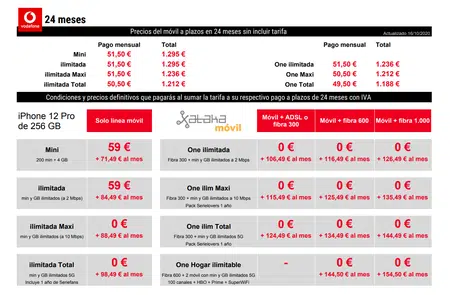 vodafone
24 meses
Precios del móvil a plazos en 24 meses sin incluir tarifa
Actualizado 16/10/2020
Pago mensual Total
Mini 51,50 € 1.295 €
ilimitada 51,50 € 1.295 €
ilimitada Maxi 51,50 € 1.236 €
ilimitada Total 50,50 € 1.212 €
Pago mensual Total
One ilimitada 51,50 € 1.236 €
One Maxi 50,50 € 1.212 €
One Total 49,50 € 1.188 €
Condiciones y precios definitivos que pagarás al sumar la tarifa a su respectivo pago a plazos de 24 meses con IVA
iPhone 12 Pro
de 256 GB
Solo línea móvil
xataka
móvil
Móvil + ADSL o
fibra 300
Móvil + fibra 600
Móvil + fibra 1.000
Mini
200 min + 4 GB
59 €
+ 71,49 € al mes
One ilimitada
Fibra 300 + min y GB ilimitados a 2 Mbps
0 €
+ 106,49 € al mes
0 €
+ 116,49 € al mes
0 €
+ 126,49 € al mes
ilimitada
min y GB ilimitados (a 2 Mbps)
59 €
+ 84,49 € al mes
One ilim Maxi
Fibra 300 + min y GB ilimitados a 10 Mbps
Pack Serielovers 1 año
0 €
+ 115,49 € al mes
0 €
+ 125,49 € al mes
0 €
+ 135,49 € al mes
ilimitada Maxi
min y GB ilimitados (a 10 Mbps)
0 €
+ 88,49 € al mes
One ilim Total
Fibra 300 + min y GB ilimitados 5G
Pack Serielovers 1 año
0 €
+ 124,49 € al mes
0 €
+ 134,49 € al mes
0 €
+ 144,49 € al mes
ilimitada Total
min y GB ilimitados 5G
Incluye 1 año de Seriefans
0 €
+ 98,49 € al mes
One Hogar ilimitable
Fibra 600 + 2 móvil con min y GB ilimitados 5G
100 canales + HBO + Prime + SuperWiFi
-
0 €
+ 144,50 € al mes
0 €
+ 154,50 € al mes